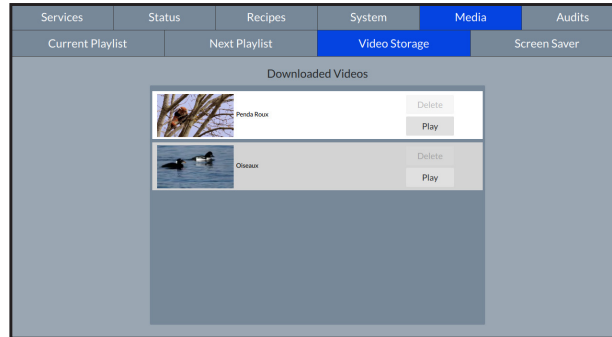 Services Status Recipes System Media Audits
Current Playlist Next Playlist Video Storage Screen Saver
Downloaded Videos
Penda Roux
Delete
Play
Oiseaux
Delete
Play